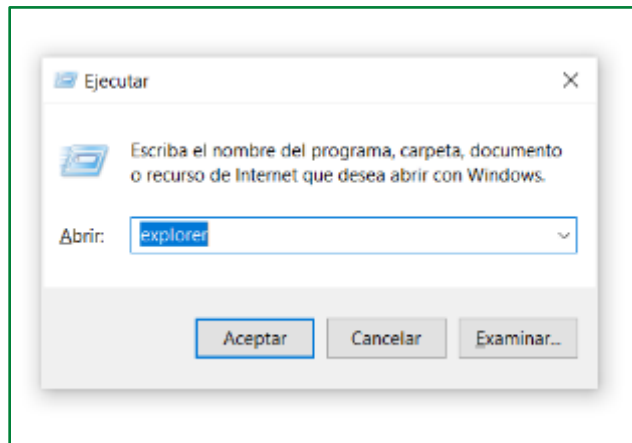 Ejecutar
Escriba el nombre del programa, carpeta, documento
o recurso de Internet que desea abrir con Windows.
Abrir: explorer
Aceptar Cancelar Examinar...